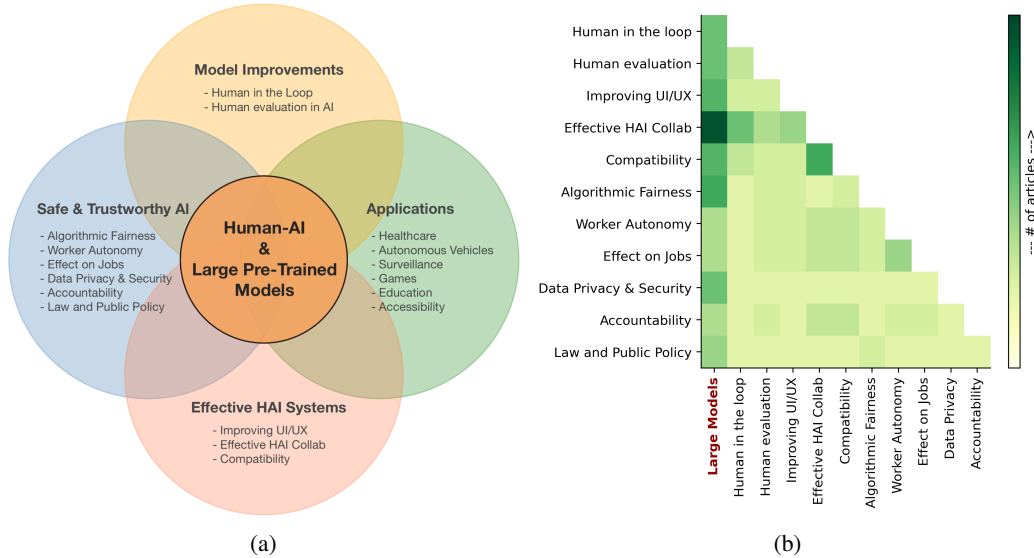 Model Improvements
- Human in the Loop
- Human evaluation in AI
Safe & Trustworthy AI
- Algorithmic Fairness
- Worker Autonomy
- Effect on Jobs
- Data Privacy & Security
- Accountability
- Law and Public Policy
Human-AI
&
Large Pre-Trained
Models
Applications
- Healthcare
- Autonomous Vehicles
- Surveillance
- Games
- Education
- Accessibility
Effective HAI Systems
- Improving UI/UX
- Effective HAI Collab
- Compatibility
(a)
Human in the loop
Human evaluation
Improving UI/UX
Effective HAI Collab
Compatibility
Algorithmic Fairness
Worker Autonomy
Effect on Jobs
Data Privacy & Security
Accountability
Law and Public Policy
Large Models
Human in the loop
Human evaluation
Improving UI/UX
Effective HAI Collab
Compatibility
Algorithmic Fairness
Worker Autonomy
Effect on Jobs
Data Privacy
Accountability
--- # of articles --->
(b)